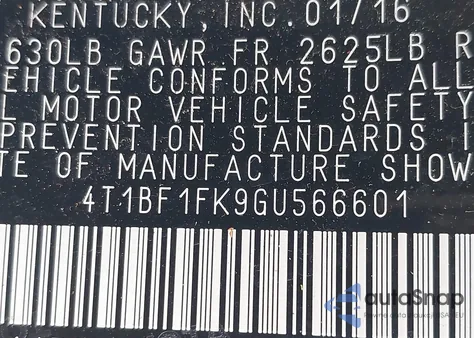 KENTUCKY, INC. 01/16
630LB GAWR FR 2625LB R
EHICLE CONFORMS TO ALL
L MOTOR VEHICLE SAFETY
PREVENTION STANDARDS I
TE OF MANUFACTURE SHOW
4T1BF1FK9GU566601
autoSnap